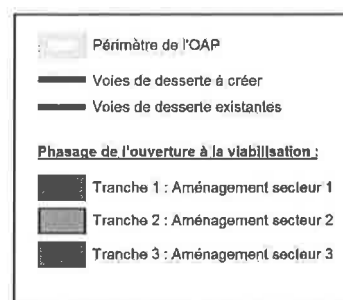 Périmètre de l'OAP
Voies de desserte à créer
Voies de desserte existantes
Phasage de l'ouverture à la viabilisation :
Tranche 1 : Aménagement secteur 1
Tranche 2 : Aménagement secteur 2
Tranche 3 : Aménagement secteur 3